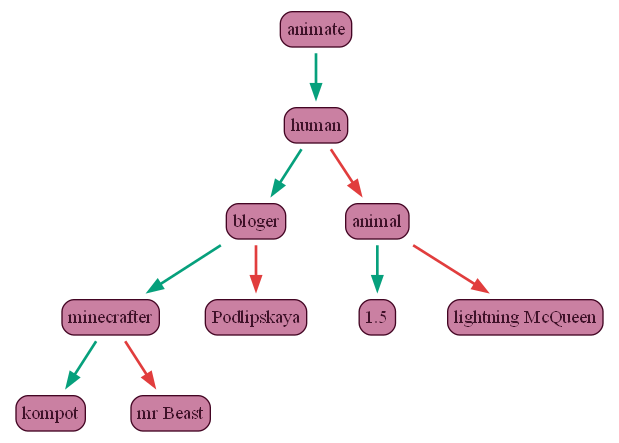 animate
human
bloger
animal
minecrafter
Podlipskaya
1.5
lightning McQueen
kompot
mr Beast